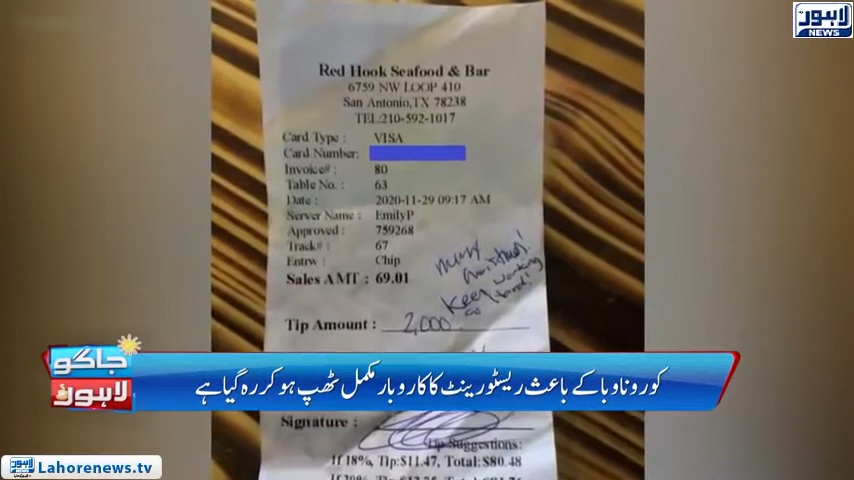 لاہور
NEWS
Red Hook Seafood & Bar
6759 NW LOOP 410
San Antonio,TX 78238
TEL:210-592-1017
Card Type : VISA
Card Number:
Invoice# : 80
Table No. : 63
Date : 2020-11-29 09:17 AM
Server Name : EmilyP
Approved : 759268
Track# : 67
Entrw : Chip
Sales AMT : 69.01
Merry
Christmas!
Keep working
so hard!
Tip Amount : 2,000
جاگو
لاہور
کورونا وبا کے باعث ریسٹورینٹ کا کاروبار مکمل ٹھپ ہو کر رہ گیا ہے
Signature :
Tip Suggestions:
If 18%, Tip:$11.47, Total:$80.48
Lahorenews.tv